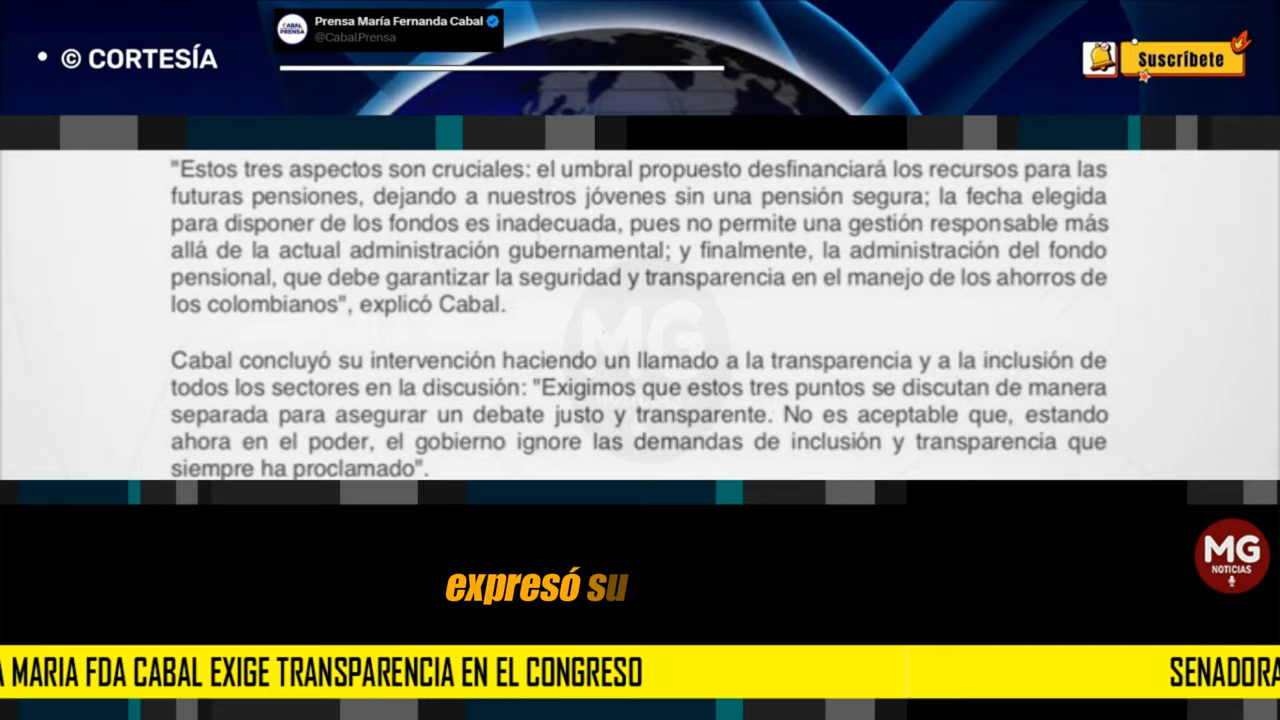 • © CORTESÍA
CABAL
PRENSA
Prensa María Fernanda Cabal
@CabalPrensa
Suscríbete
"Estos tres aspectos son cruciales: el umbral propuesto desfinanciará los recursos para las
futuras pensiones, dejando a nuestros jóvenes sin una pensión segura; la fecha elegida
para disponer de los fondos es inadecuada, pues no permite una gestión responsable más
allá de la actual administración gubernamental; y finalmente, la administración del fondo
pensional, que debe garantizar la seguridad y transparencia en el manejo de los ahorros de
los colombianos", explicó Cabal.
Cabal concluyó su intervención haciendo un llamado a la transparencia y a la inclusión de
todos los sectores en la discusión: "Exigimos que estos tres puntos se discutan de manera
separada para asegurar un debate justo y transparente. No es aceptable que, estando
ahora en el poder, el gobierno ignore las demandas de inclusión y transparencia que
siempre ha proclamado".
MG
MG
NOTICIAS
expresó su
A MARIA FDA CABAL EXIGE TRANSPARENCIA EN EL CONGRESO SENADORA